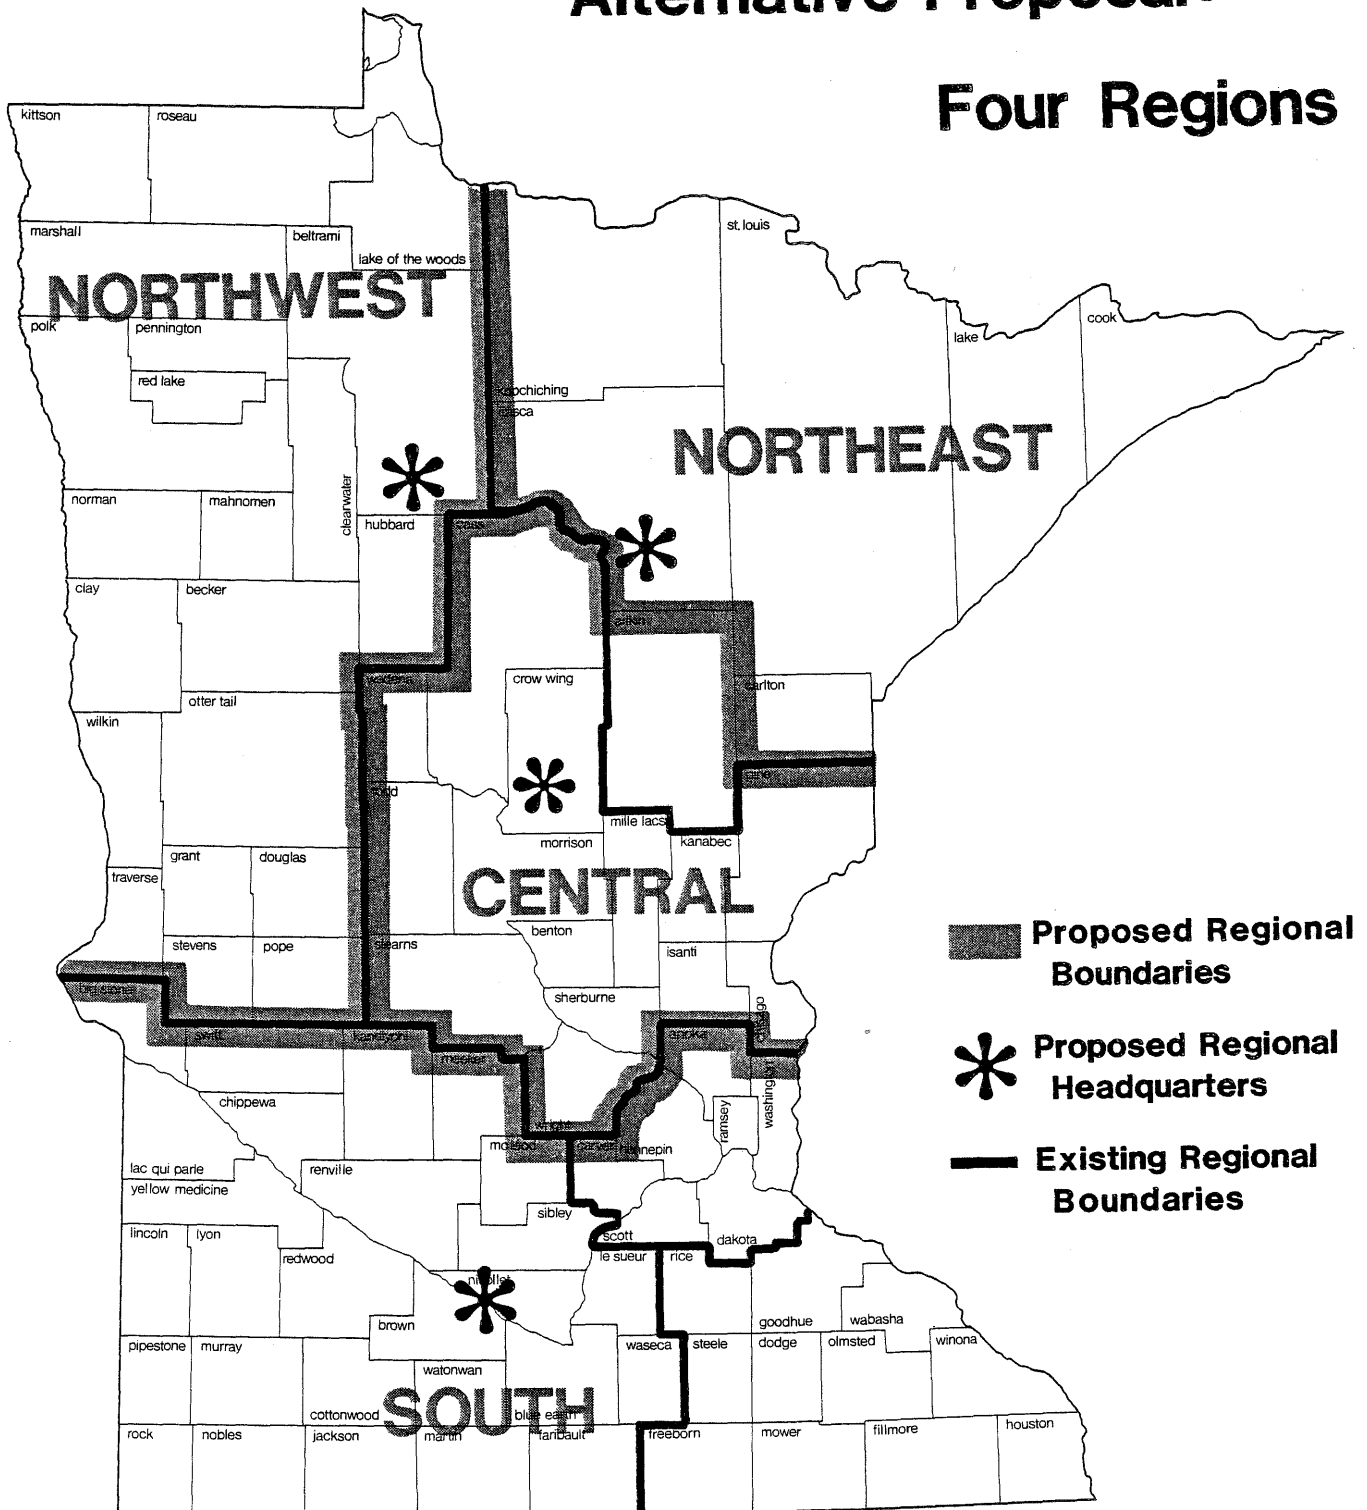 Alternative Proposal:
Four Regions
kittson
roseau
marshall
beltrami
lake of the woods
st. louis
NORTHWEST
polk
pennington
red lake
lake
cook
koochiching
itasca
NORTHEAST
norman
mahnomen
clearwater
hubbard
cass
clay
becker
aitkin
wadena
crow wing
carlton
otter tail
wilkin
pine
todd
mille lacs
morrison
kanabec
grant
douglas
traverse
CENTRAL
benton
stevens
pope
stearns
isanti
big stone
sherburne
chisago
swift
kandiyohi
anoka
meeker
chippewa
wright
ramsey
washington
mcleod
carver
hennepin
lac qui parle
renville
yellow medicine
sibley
lincoln
lyon
redwood
scott
dakota
le sueur
rice
nicollet
brown
goodhue
wabasha
pipestone
murray
waseca
steele
dodge
olmsted
winona
watonwan
SOUTH
cottonwood
blue earth
rock
nobles
jackson
martin
faribault
freeborn
mower
fillmore
houston
Proposed Regional
Boundaries
Proposed Regional
Headquarters
Existing Regional
Boundaries